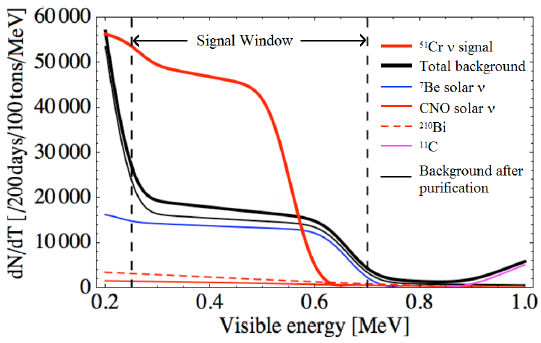 60000
50000
40000
30000
20000
10000
0
dN/dT [/200days/100tons/MeV]
Signal Window
⁵¹Cr ν signal
Total background
⁷Be solar ν
CNO solar ν
²¹⁰Bi
¹¹C
Background after
purification
0.2 0.4 0.6 0.8 1.0
Visible energy [MeV]